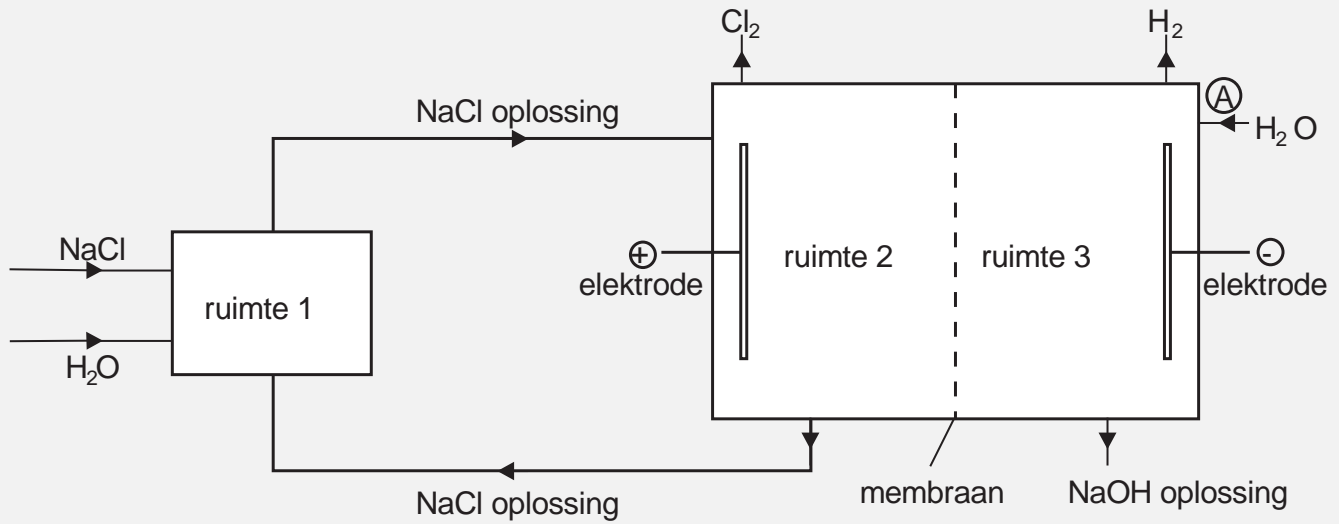 Cl₂
H₂
NaCl oplossing
A
H₂O
NaCl
ruimte 1
H₂O
+
elektrode
ruimte 2
ruimte 3
-
elektrode
NaCl oplossing
membraan
NaOH oplossing